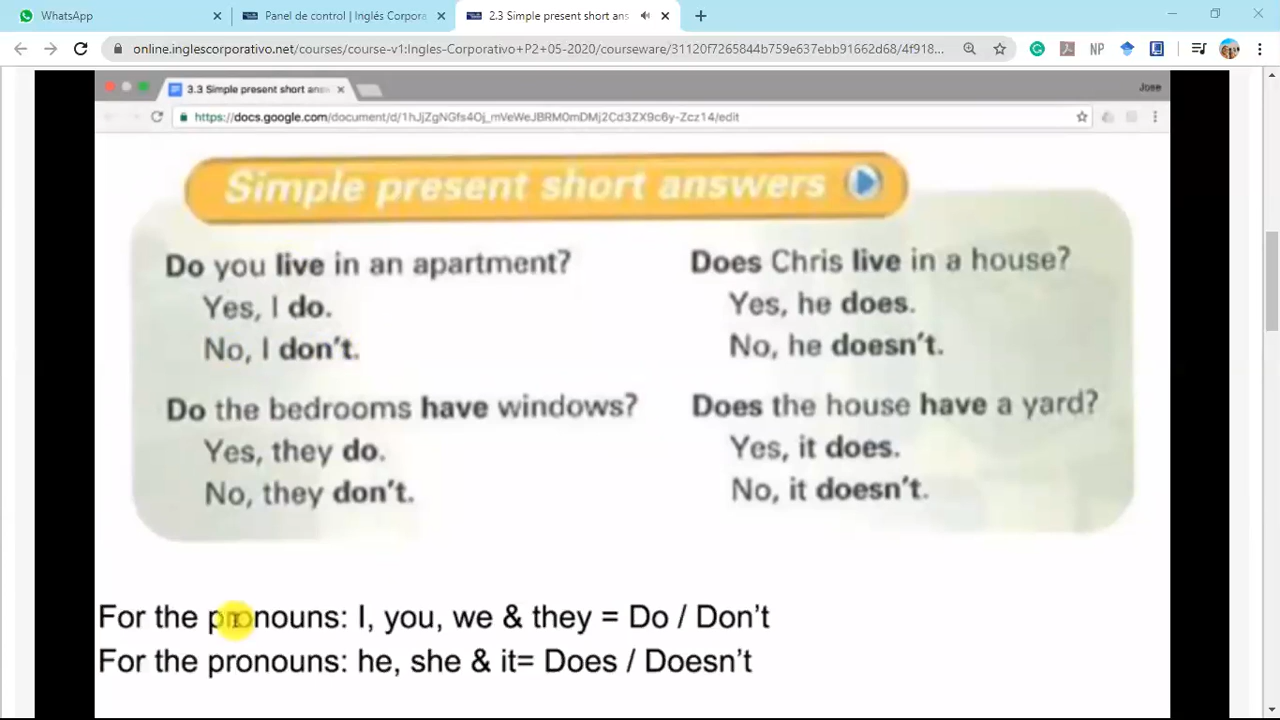 WhatsApp
Panel de control | Inglés Corpora
2.3 Simple present short ans
online.inglescorporativo.net/courses/course-v1:Ingles-Corporativo+P2+05-2020/courseware/31120f7c65844b759e637ebb91662d68/4f918...
NP
3.3 Simple present short ans
Jose
Simple present short answers
Do you live in an apartment?
Yes, I do.
No, I don't.
Does Chris live in a house?
Yes, he does.
No, he doesn't.
Do the bedrooms have windows?
Yes, they do.
No, they don't.
Does the house have a yard?
Yes, it does.
No, it doesn't.
For the pronouns: I, you, we & they = Do / Don't
For the pronouns: he, she & it= Does / Doesn't